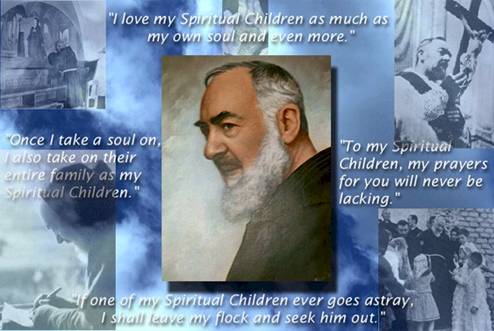 "I love my Spiritual Children as much as
my own soul and even more."
"Once I take a soul on,
I also take on their
entire family as my
Spiritual Children."
"To my Spiritual
Children, my prayers
for you will never be
lacking."
"If one of my Spiritual Children ever goes astray,
I shall leave my flock and seek him out."